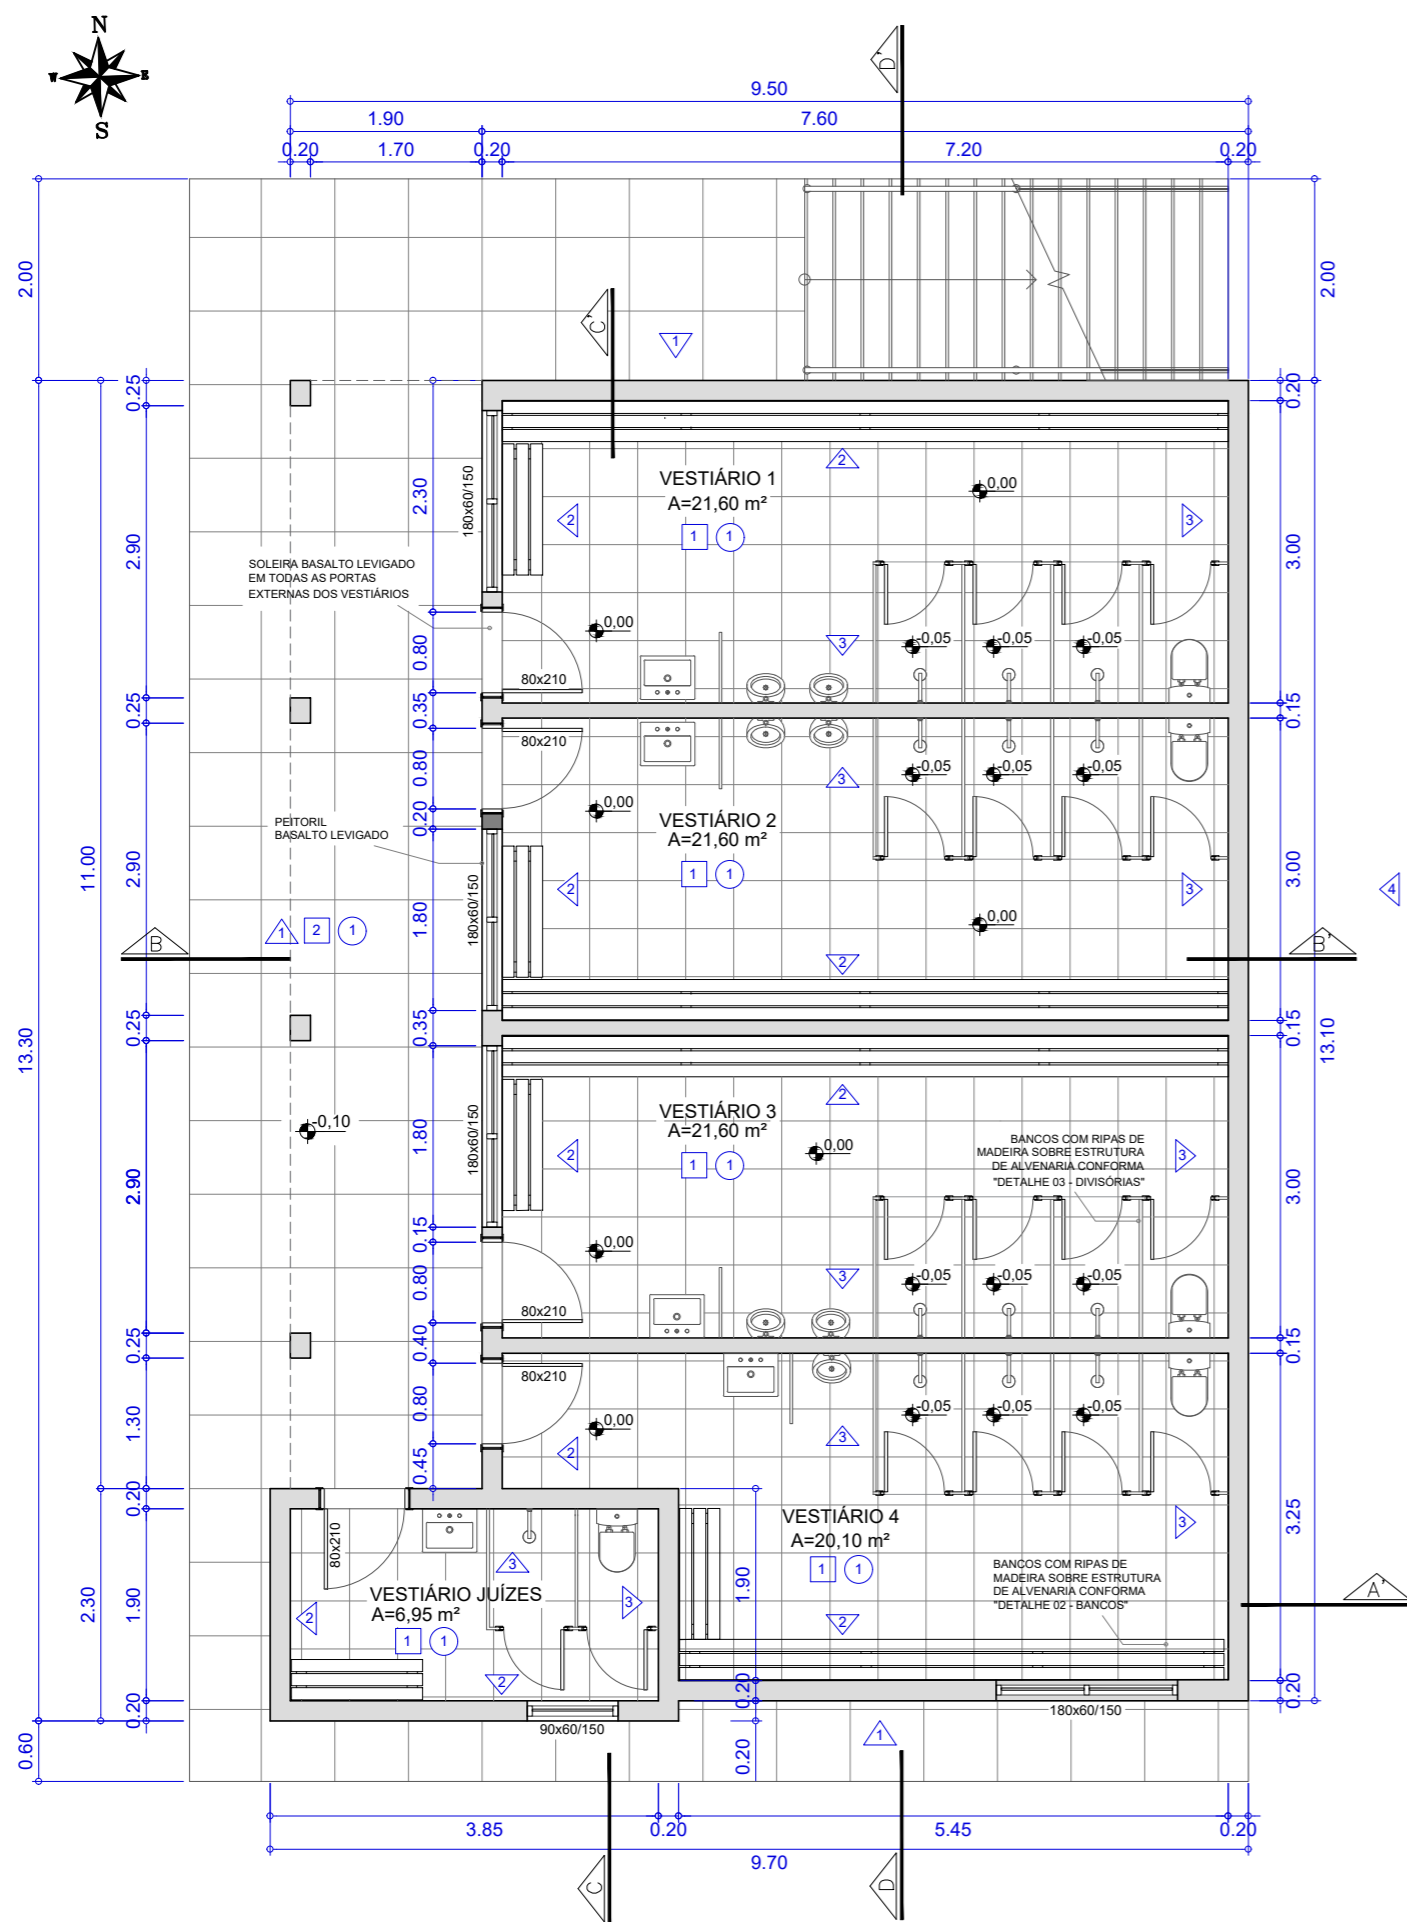 N
W
E
S
D'
9.50
1.90
7.60
0.20
1.70
0.20
7.20
0.20
2.00
2.00
C'
1
0.25
0.20
2
VESTIÁRIO 1
A=21,60 m²
1
1
0,00
2
3
180x60/150
2.30
2.90
3.00
SOLEIRA BASALTO LEVIGADO
EM TODAS AS PORTAS
EXTERNAS DOS VESTIÁRIOS
0,00
3
-0,05
-0,05
-0,05
0.80
80x210
0.25
0.35
0.15
80x210
0.80
3
-0,05
-0,05
-0,05
0,00
0.20
PEITORIL
BASALTO LEVIGADO
VESTIÁRIO 2
A=21,60 m²
1
1
2
3
4
180x60/150
1.80
2.90
11.00
3.00
0,00
1
2
1
B
B'
2
0.25
0.35
0.15
13.30
13.10
2
VESTIÁRIO 3
A=21,60 m²
1
1
0,00
-0,10
2
3
180x60/150
1.80
2.90
3.00
BANCOS COM RIPAS DE
MADEIRA SOBRE ESTRUTURA
DE ALVENARIA CONFORMA
"DETALHE 03 - DIVISÓRIAS"
0.15
0,00
3
-0,05
-0,05
-0,05
0.80
80x210
0.25
0.40
0.15
80x210
0.80
0,00
-0,05
-0,05
-0,05
3
2
1.30
0.45
0.20
VESTIÁRIO 4
A=20,10 m²
1
1
3
3.25
80x210
3
VESTIÁRIO JUÍZES
A=6,95 m²
1
1
2
3
2
1.90
2.30
1.90
BANCOS COM RIPAS DE
MADEIRA SOBRE ESTRUTURA
DE ALVENARIA CONFORMA
"DETALHE 02 - BANCOS"
A'
2
0.20
0.20
0.20
90x60/150
180x60/150
1
0.60
0.20
3.85
0.20
5.45
0.20
9.70
C
D